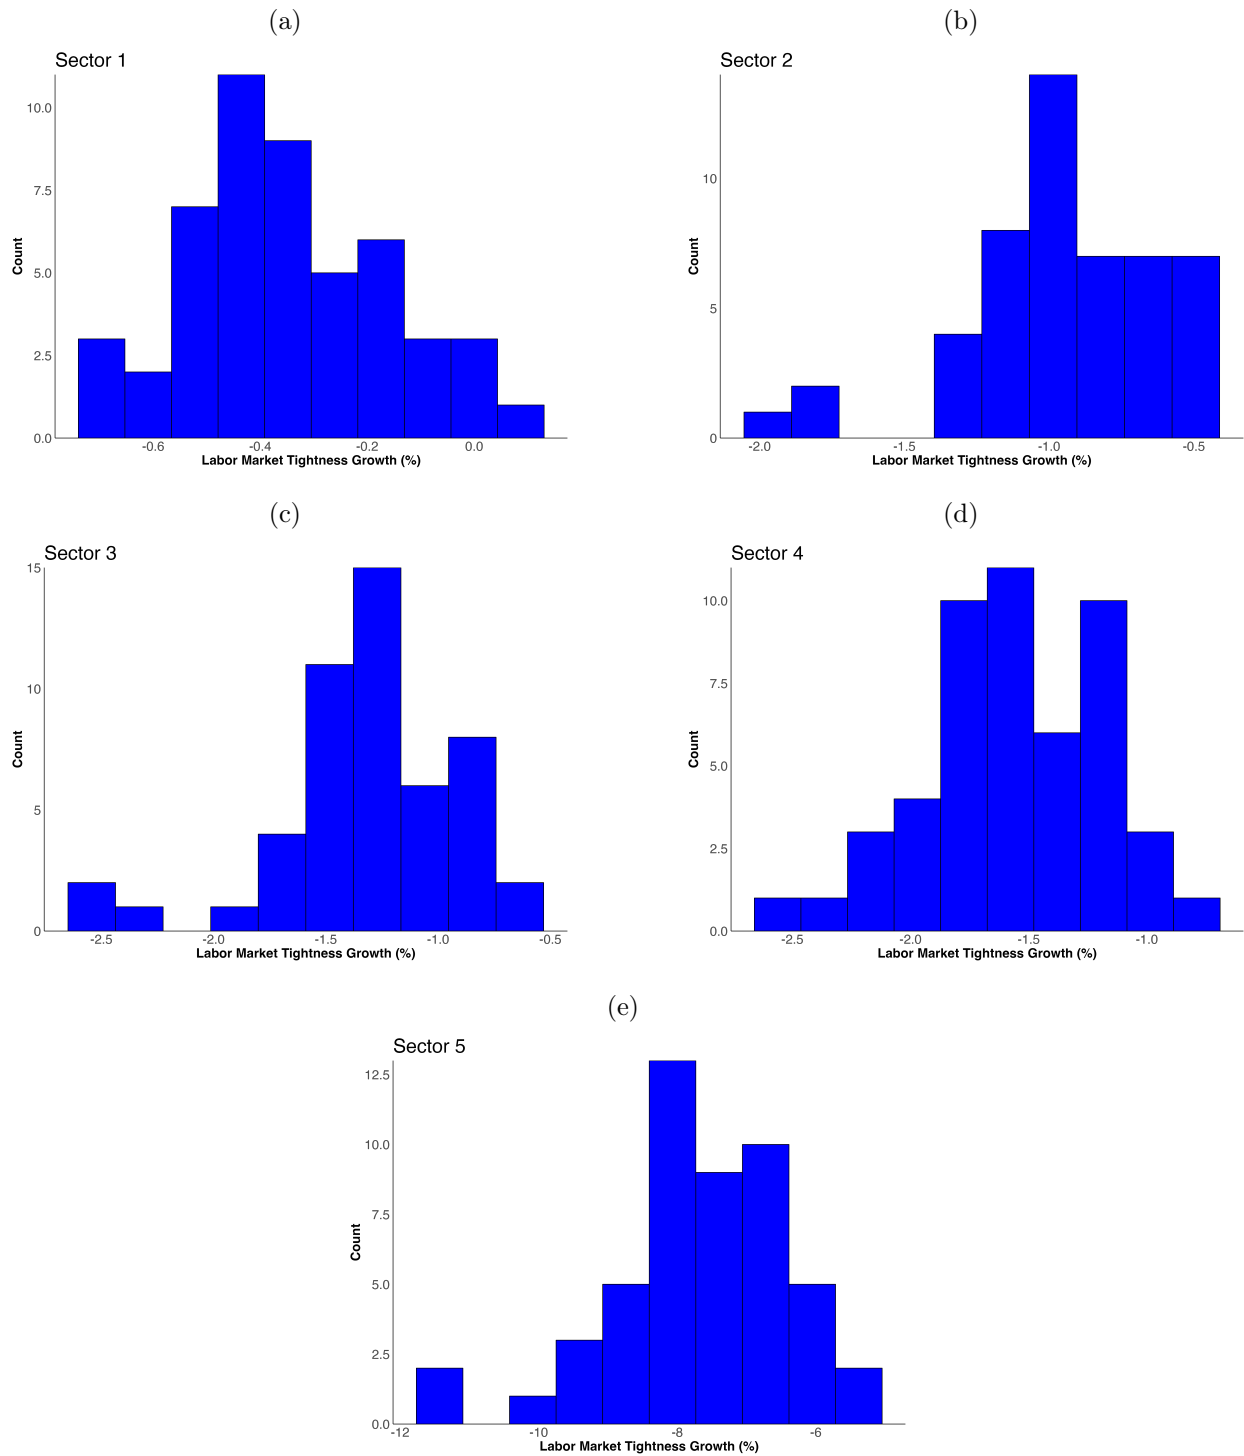 (a)
Sector 1
10.0
7.5
5.0
2.5
0.0
Count
-0.6 -0.4 -0.2 0.0
Labor Market Tightness Growth (%)
(b)
Sector 2
10
5
0
Count
-2.0 -1.5 -1.0 -0.5
Labor Market Tightness Growth (%)
(c)
Sector 3
15
10
5
0
Count
-2.5 -2.0 -1.5 -1.0 -0.5
Labor Market Tightness Growth (%)
(d)
Sector 4
10.0
7.5
5.0
2.5
0.0
Count
-2.5 -2.0 -1.5 -1.0
Labor Market Tightness Growth (%)
(e)
Sector 5
12.5
10.0
7.5
5.0
2.5
0.0
Count
-12 -10 -8 -6
Labor Market Tightness Growth (%)